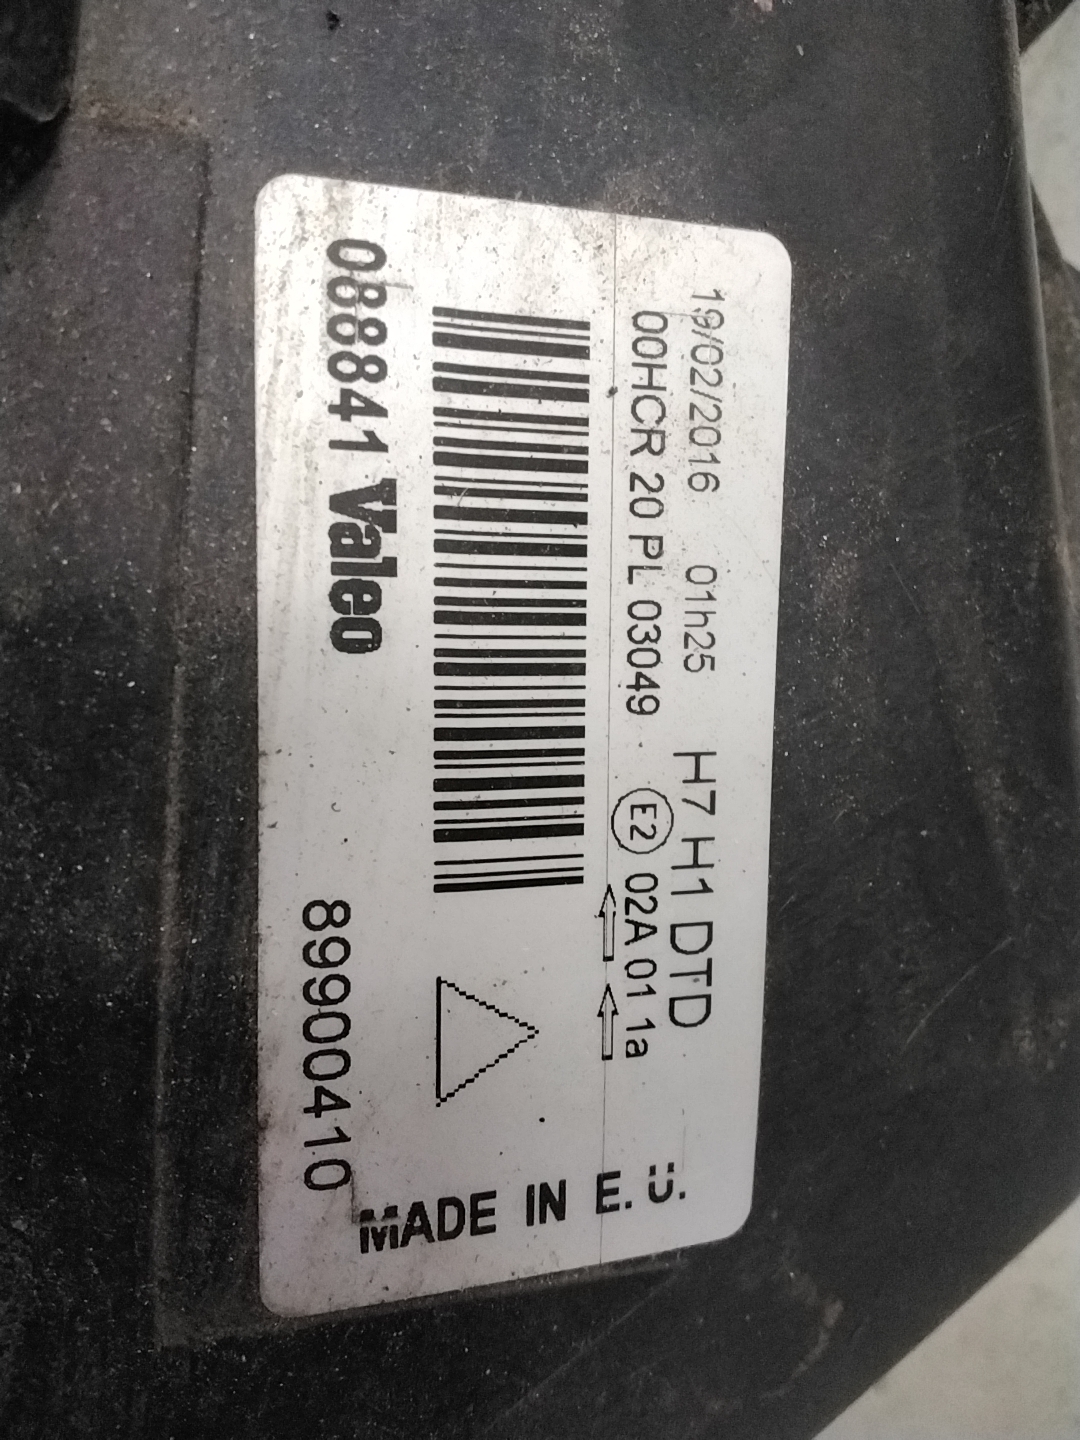 19/02/2016 01h25 H7 H1 DTD
00HCR 20 PL 03049 E2 02A 01 1a
088841 Valeo
89900410
MADE IN E.U.